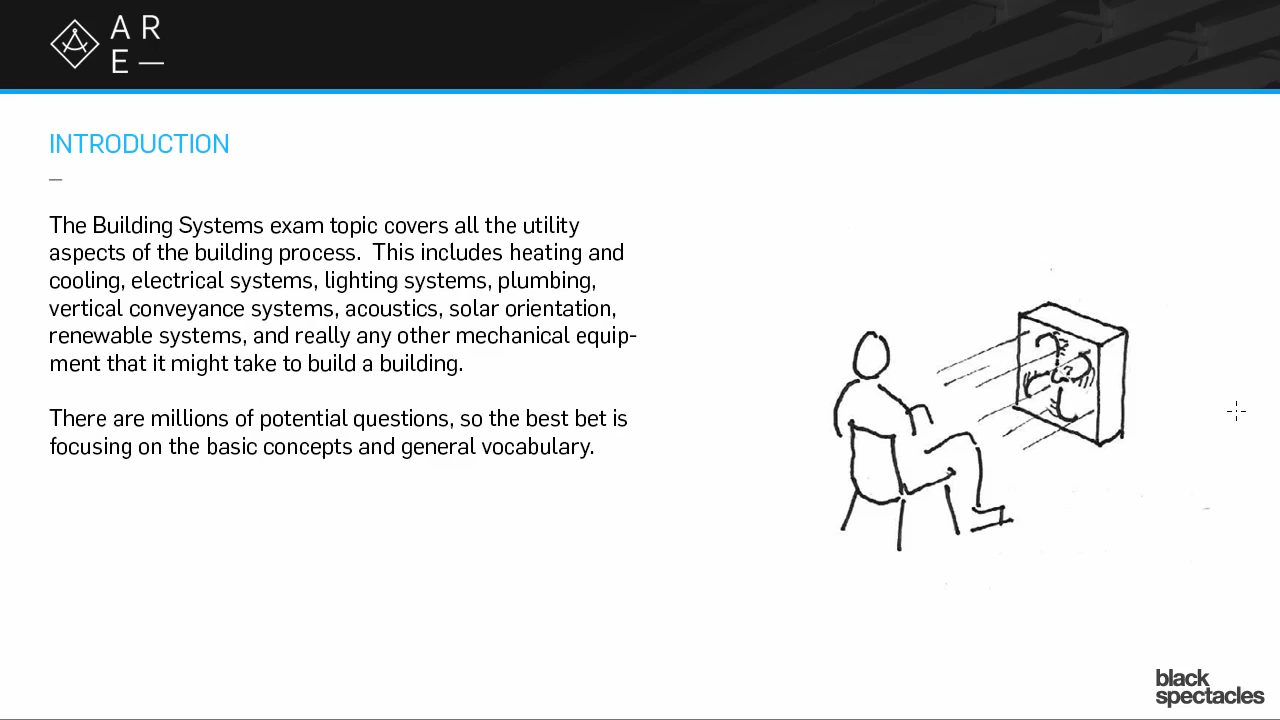 A R
E —
INTRODUCTION
—
The Building Systems exam topic covers all the utility
aspects of the building process.  This includes heating and
cooling, electrical systems, lighting systems, plumbing,
vertical conveyance systems, acoustics, solar orientation,
renewable systems, and really any other mechanical equip-
ment that it might take to build a building.
There are millions of potential questions, so the best bet is
focusing on the basic concepts and general vocabulary.
black
spectacles